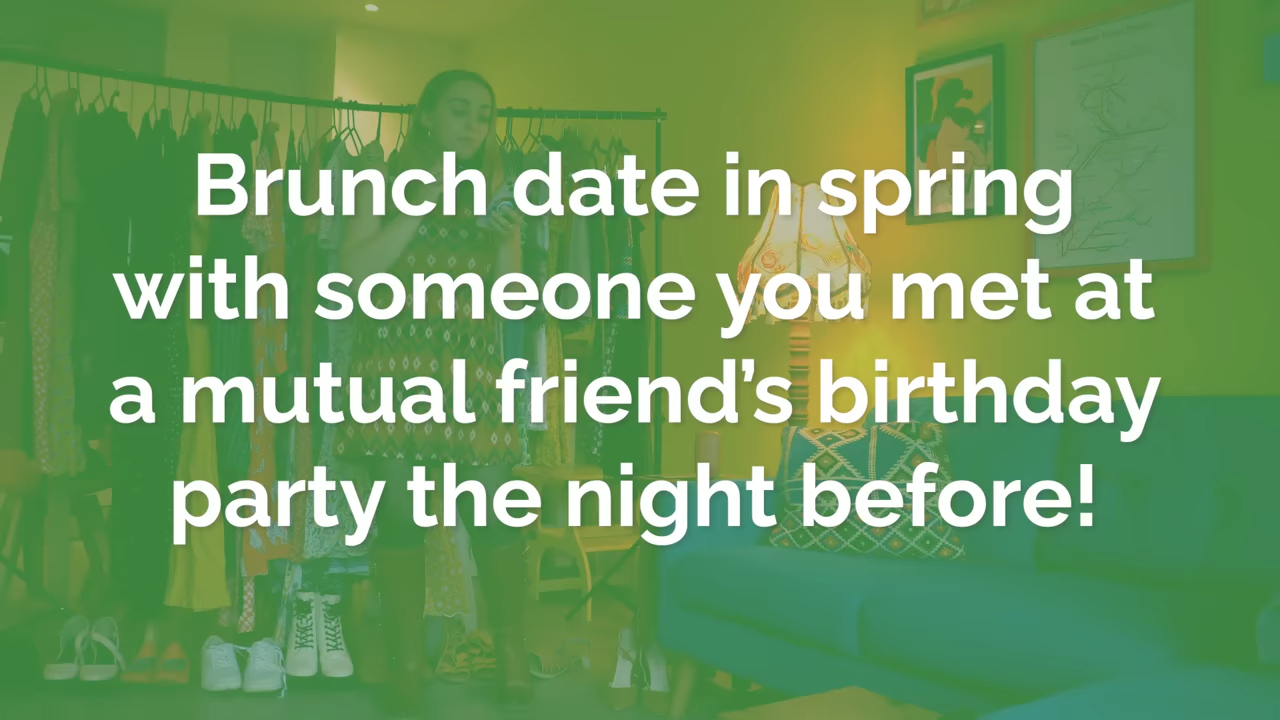 Brunch date in spring
with someone you met at
a mutual friend’s birthday
party the night before!